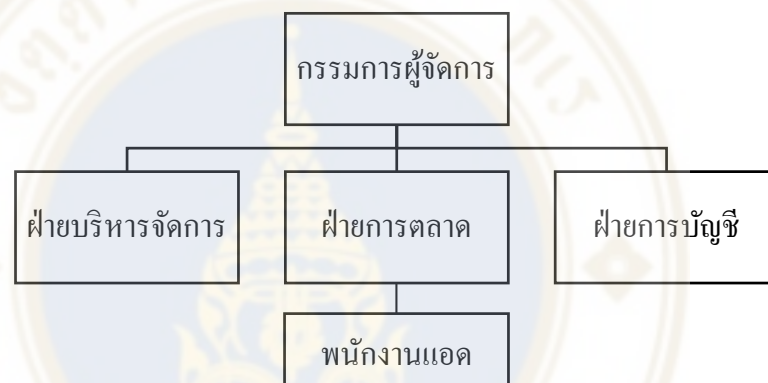 กรรมการผู้จัดการ
ฝ่ายบริหารจัดการ
ฝ่ายการตลาด
ฝ่ายการบัญชี
พนักงานแอด